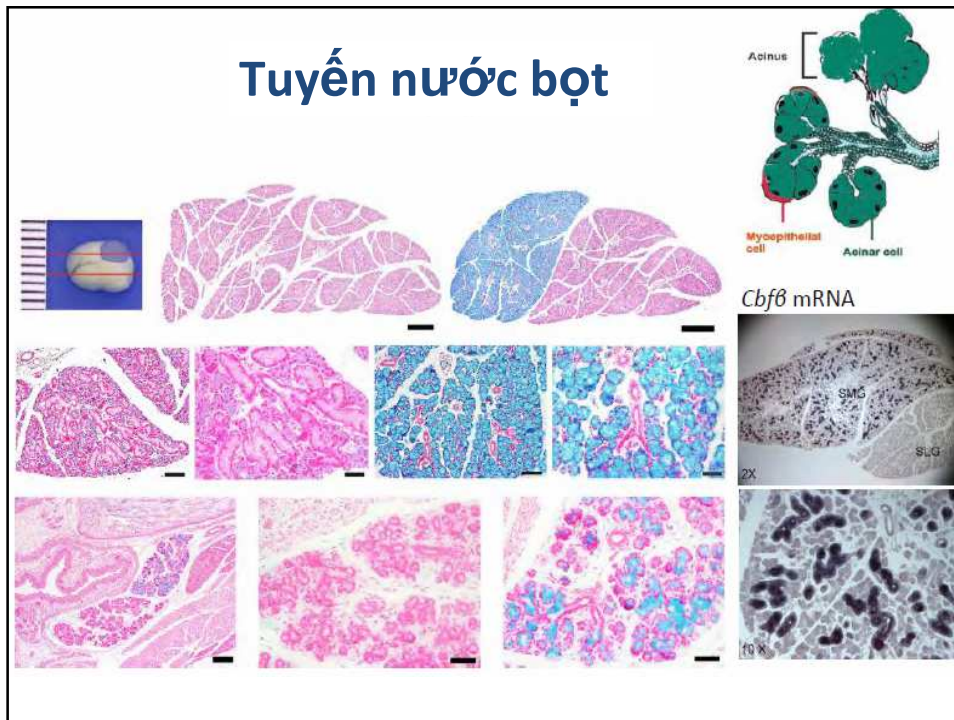 Tuyến nước bọt
Acinus
Myoepithelial
cell
Acinar cell
Cbfβ mRNA
SMG
SLG
2X
10 X